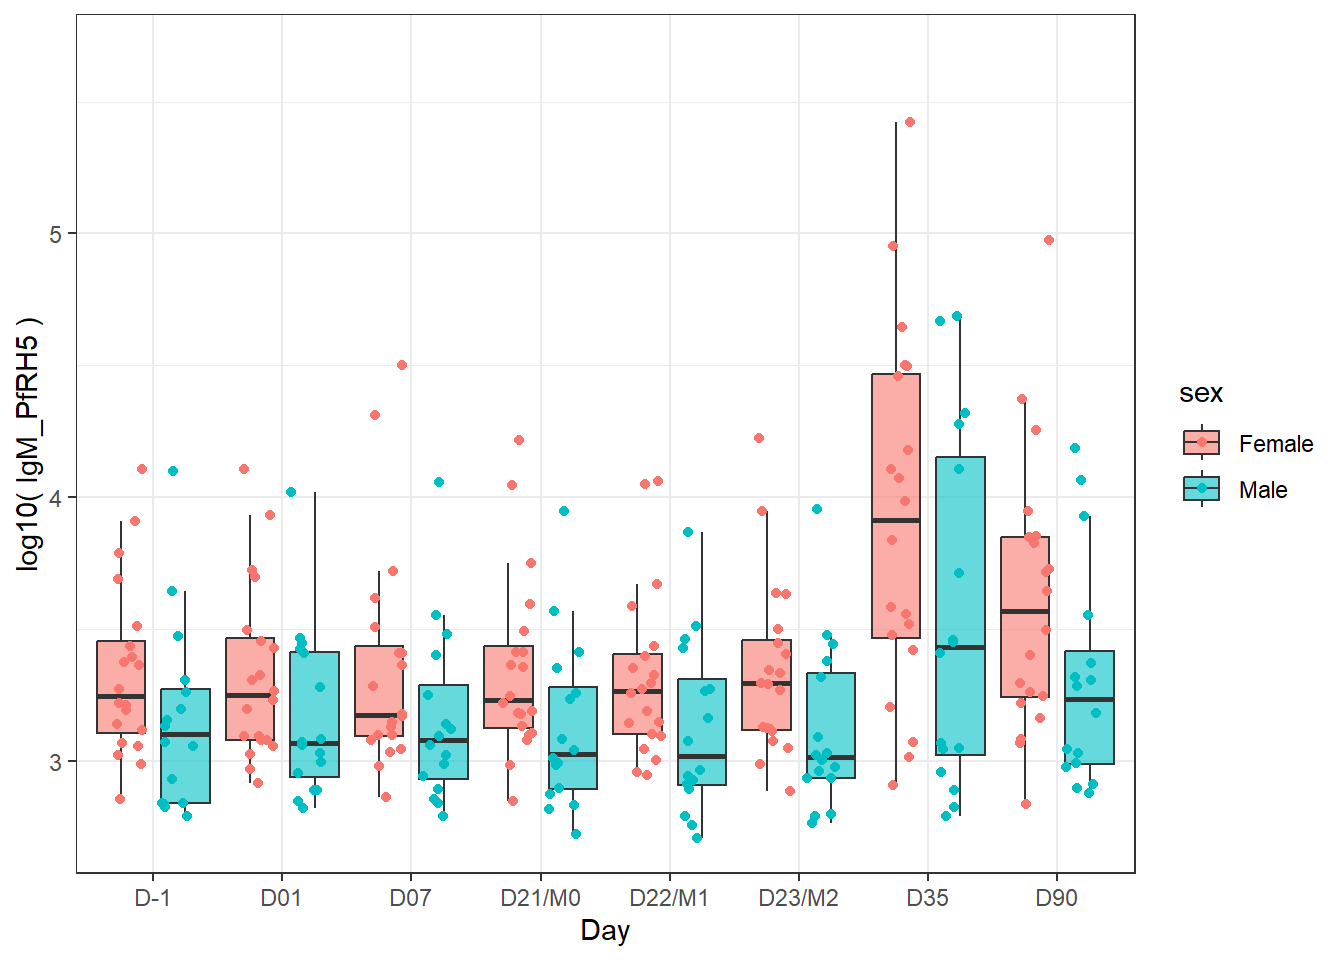 log10( IgM_PfRH5 )
5
4
3
D-1 D01 D07 D21/M0 D22/M1 D23/M2 D35 D90
Day
sex
Female
Male